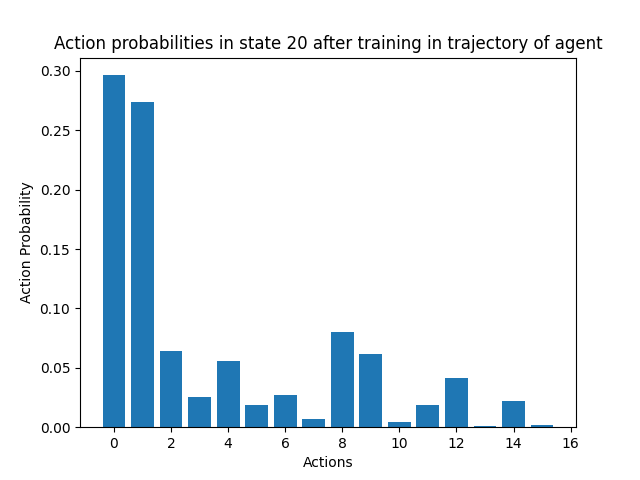 Action probabilities in state 20 after training in trajectory of agent
0.30
0.25
0.20
0.15
0.10
0.05
0.00
Action Probability
0 2 4 6 8 10 12 14 16
Actions